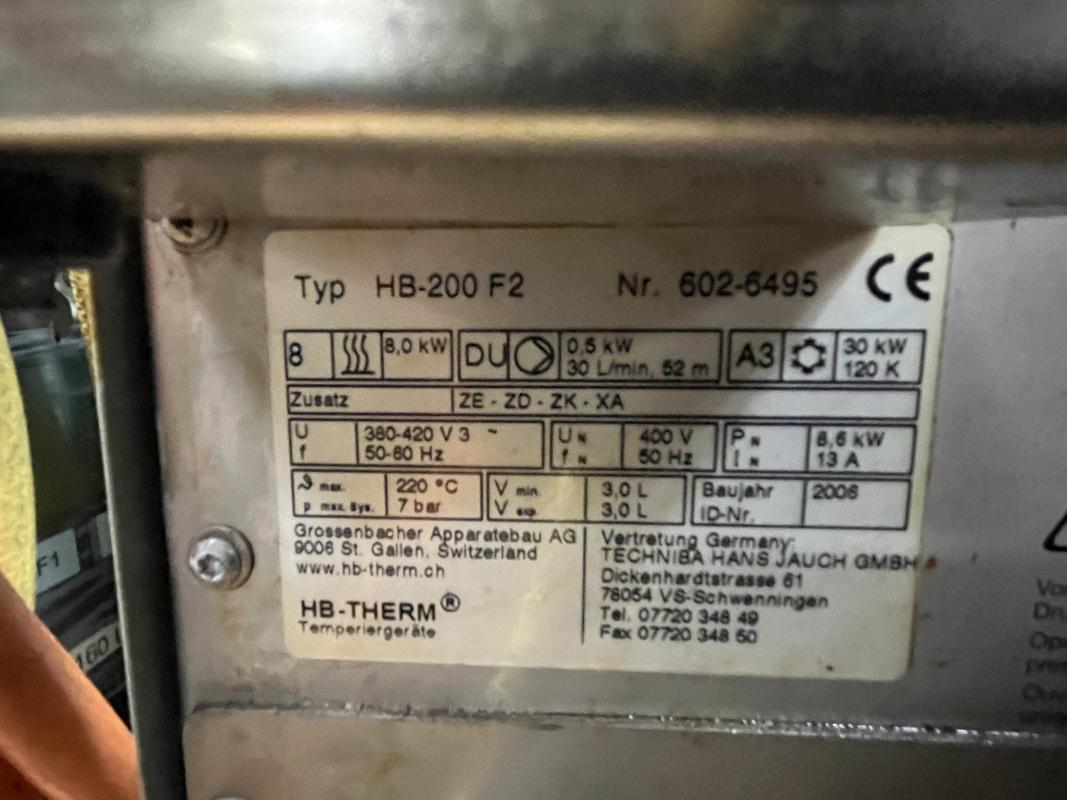 Typ HB-200 F2 Nr. 602-6495 CE
8 8,0 kW DU 0,5 kW A3 30 kW
30 L/min, 52 m 120 K
Zusatz ZE - ZD - ZK - XA
U 380-420 V 3 ~ U N 400 V P N 8,6 kW
f 50-60 Hz f N 50 Hz I N 13 A
ϑ max. 220 °C V min. 3,0 L Baujahr 2006
p max. Sys. 7 bar V exp 3,0 L ID-Nr.
Grossenbacher Apparatebau AG
9006 St. Gallen, Switzerland
www.hb-therm.ch
HB-THERM®
Temperiergeräte
Vertretung Germany:
TECHNIBA HANS JAUCH GMBH
Dickenhardtstrasse 61
78054 VS-Schwenningen
Tel. 07720 348 49
Fax 07720 348 50
F1
160